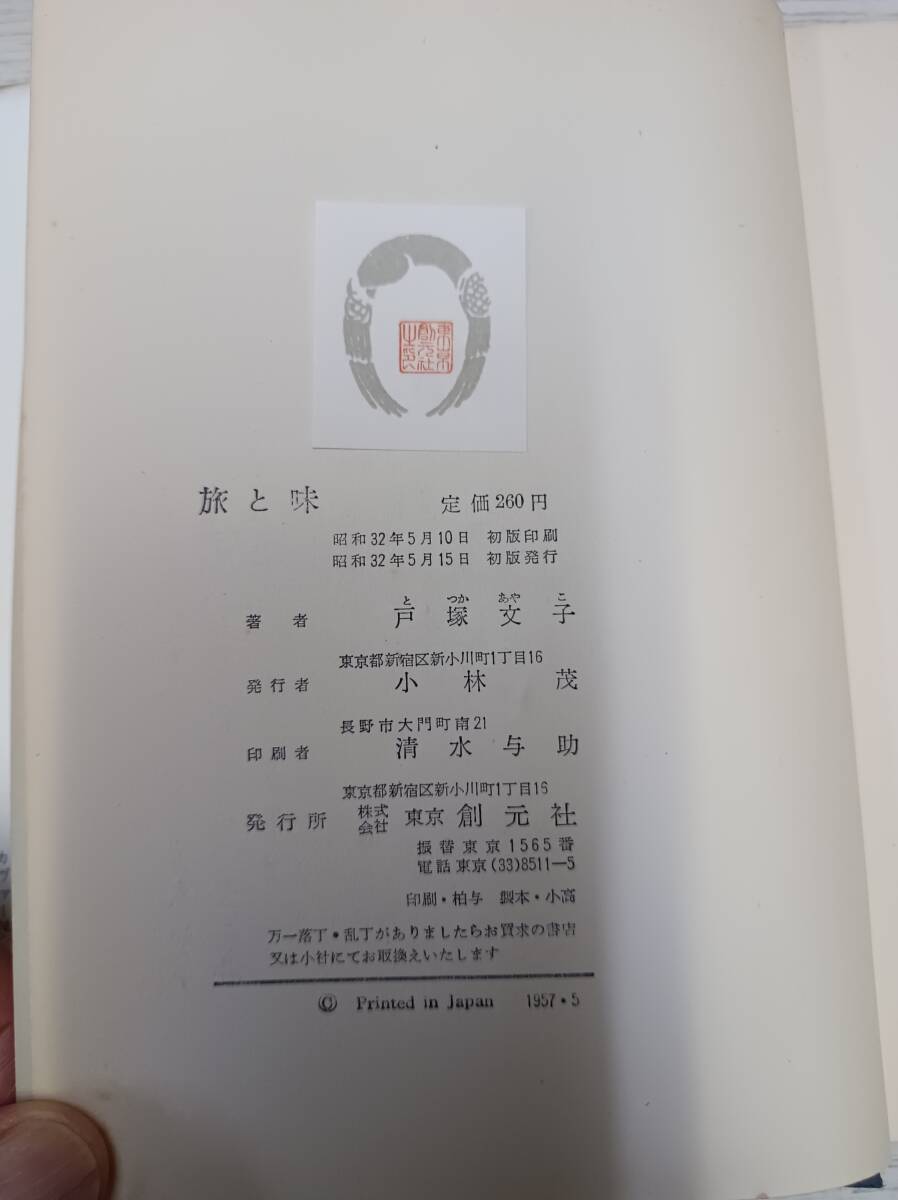 東京
創元社
之印
旅と味 定価260円
昭和32年5月10日 初版印刷
昭和32年5月15日 初版発行
と つか あや こ
著者 戸塚文子
東京都新宿区新小川町1丁目16
発行者 小林茂
長野市大門町南21
印刷者 清水与助
東京都新宿区新小川町1丁目16
発行所 株式会社 東京 創元社
振替東京1565番
電話東京(33)8511—5
印刷・柏与 製本・小高
万一落丁・乱丁がありましたらお買求の書店
又は小社にてお取換えいたします
© Printed in Japan 1957・5